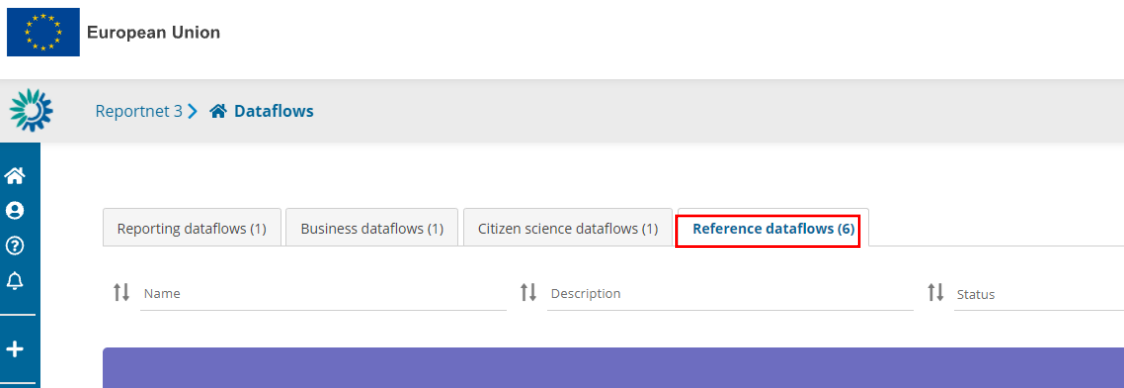 European Union
Reportnet 3 Dataflows
Reporting dataflows (1) Business dataflows (1) Citizen science dataflows (1) Reference dataflows (6)
Name Description Status